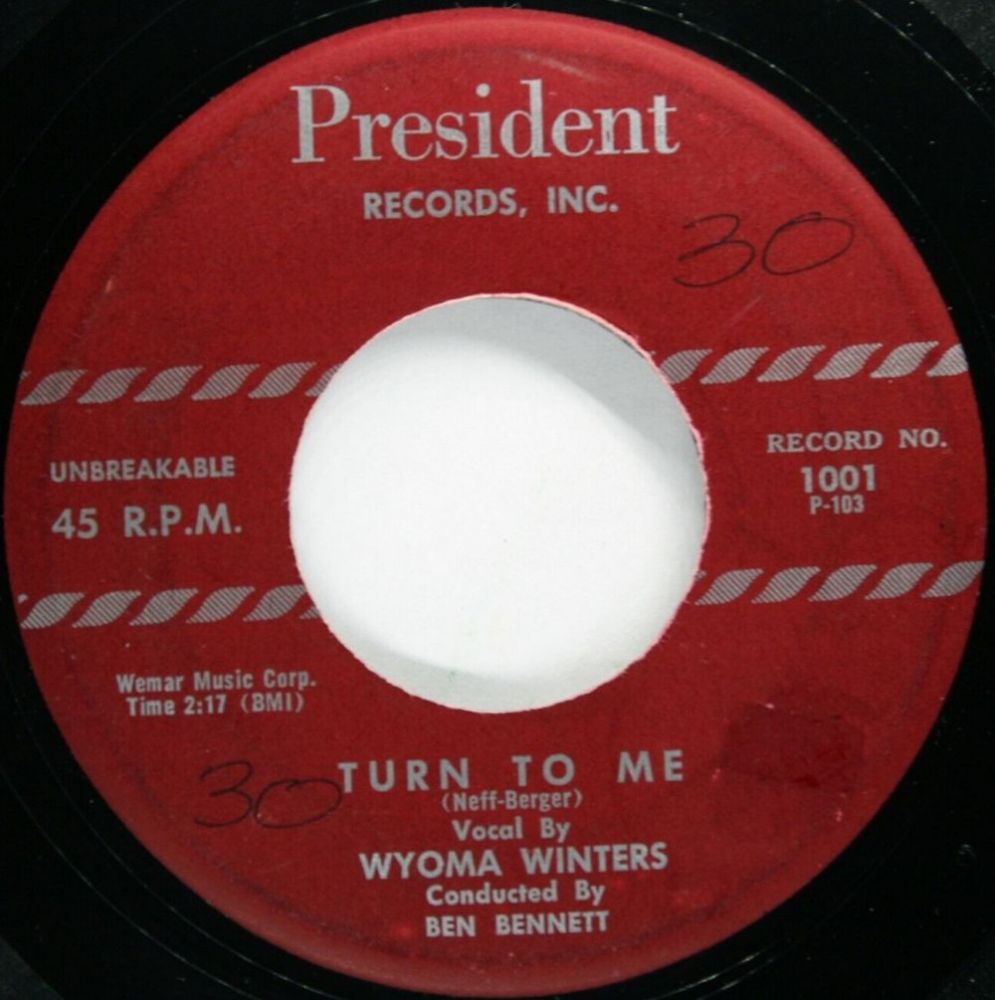 President
RECORDS, INC.
30
UNBREAKABLE
45 R.P.M.
RECORD NO.
1001
P-103
Wemar Music Corp.
Time 2:17 (BMI)
30
TURN TO ME
(Neff-Berger)
Vocal By
WYOMA WINTERS
Conducted By
BEN BENNETT